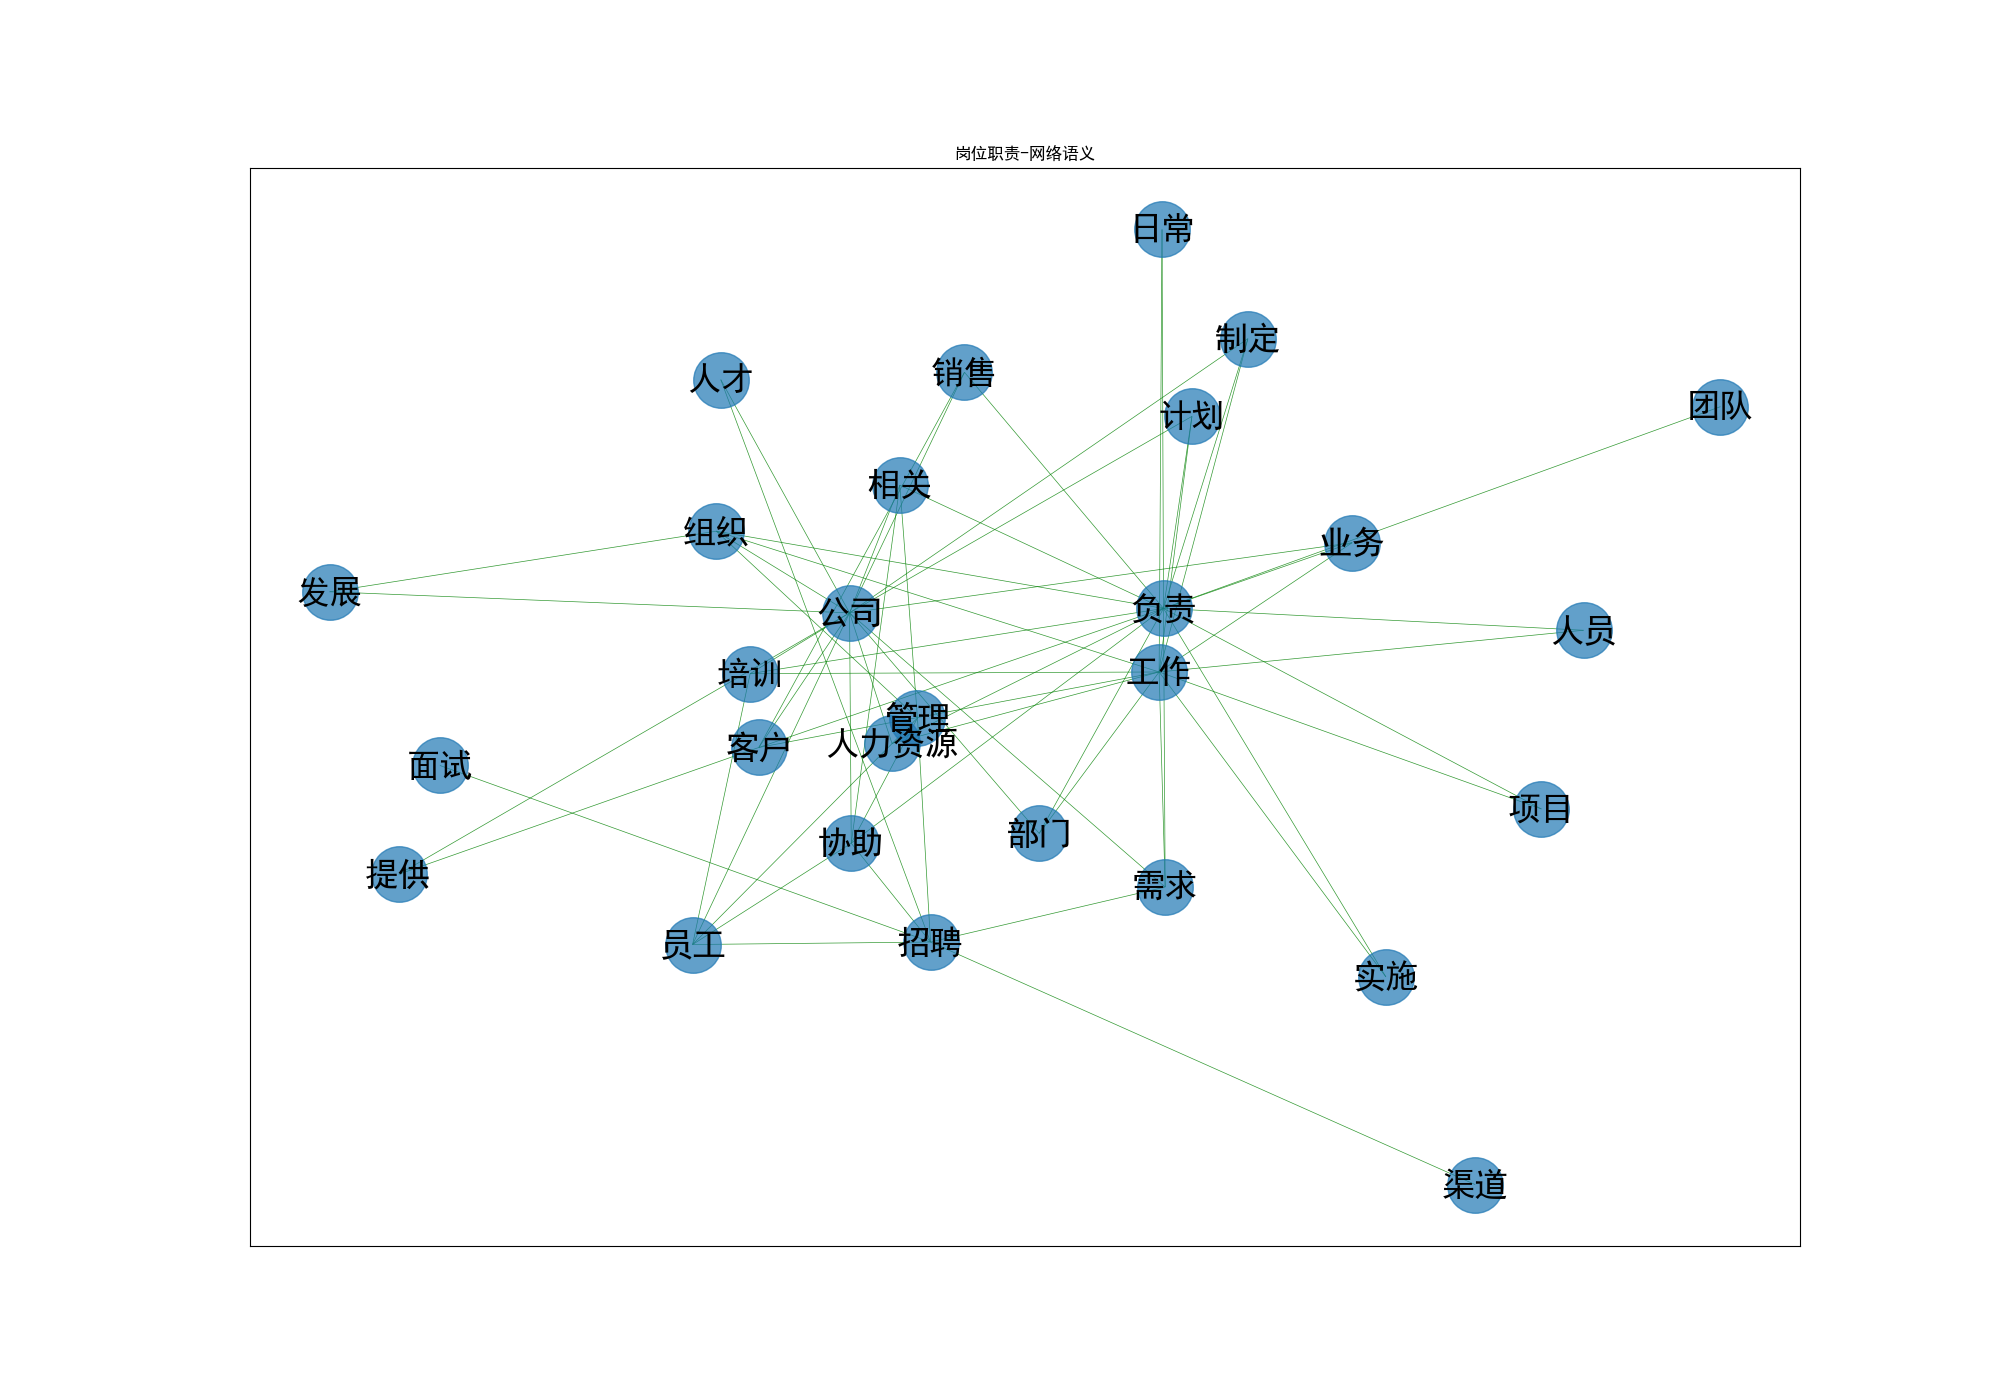 岗位职责-网络语义
日常
制定
销售
人才
团队
计划
相关
组织
业务
发展
公司
负责
人员
工作
培训
管理
人力资源
客户
面试
项目
部门
协助
提供
需求
招聘
员工
实施
渠道